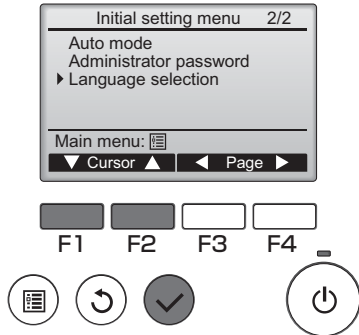 Initial setting menu 2/2
Auto mode
Administrator password
Language selection
Main menu:
Cursor Page
F1 F2 F3 F4